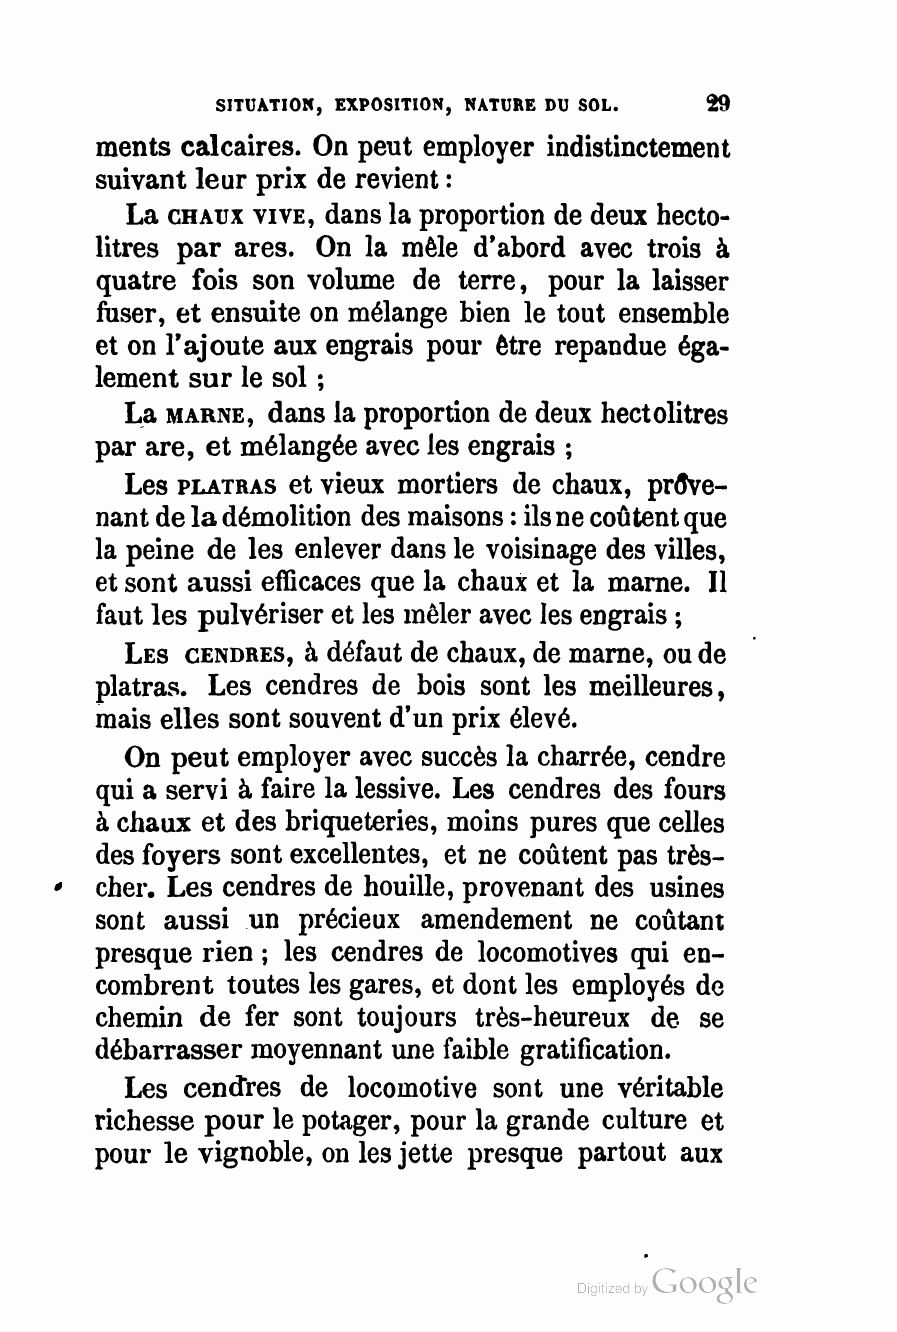 SITUATION, EXPOSITION, NATURE DU SOL. 29
ments calcaires. On peut employer indistinctement
suivant leur prix de revient :
La CHAUX VIVE, dans la proportion de deux hecto-
litres par ares. On la mêle d'abord avec trois à
quatre fois son volume de terre, pour la laisser
fuser, et ensuite on mélange bien le tout ensemble
et on l'ajoute aux engrais pour être repandue éga-
lement sur le sol ;
La MARNE, dans la proportion de deux hectolitres
par are, et mélangée avec les engrais ;
Les PLATRAS et vieux mortiers de chaux, prove-
nant de la démolition des maisons : ils ne coûtent que
la peine de les enlever dans le voisinage des villes,
et sont aussi efficaces que la chaux et la marne. Il
faut les pulvériser et les mêler avec les engrais ;
LES CENDRES, à défaut de chaux, de marne, ou de
platras. Les cendres de bois sont les meilleures,
mais elles sont souvent d'un prix élevé.
On peut employer avec succès la charrée, cendre
qui a servi à faire la lessive. Les cendres des fours
à chaux et des briqueteries, moins pures que celles
des foyers sont excellentes, et ne coûtent pas très-
cher. Les cendres de houille, provenant des usines
sont aussi un précieux amendement ne coûtant
presque rien ; les cendres de locomotives qui en-
combrent toutes les gares, et dont les employés de
chemin de fer sont toujours très-heureux de se
débarrasser moyennant une faible gratification.
Les cendres de locomotive sont une véritable
richesse pour le potager, pour la grande culture et
pour le vignoble, on les jette presque partout aux
Digitized by Google